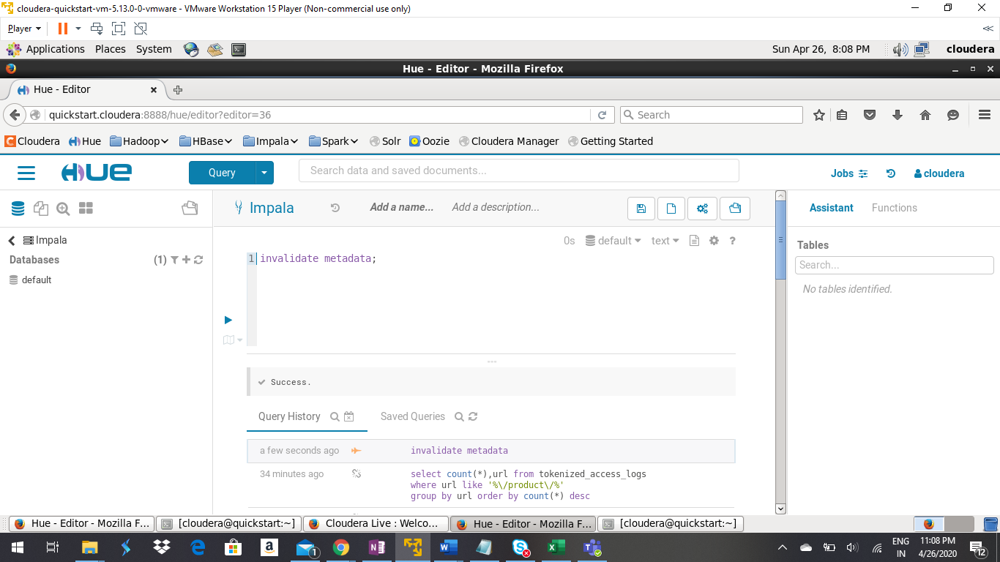 cloudera-quickstart-vm-5.13.0-0-vmware - VMware Workstation 15 Player (Non-commercial use only)
Player
Applications Places System Sun Apr 26, 8:08 PM cloudera
Hue - Editor - Mozilla Firefox
Hue - Editor
quickstart.cloudera:8888/hue/editor?editor=36 Search
Cloudera Hue Hadoop HBase Impala Spark Solr Oozie Cloudera Manager Getting Started
HUE Query Search data and saved documents... Jobs cloudera
Impala Add a name... Add a description... Assistant Functions
0s default text ?
Impala
Tables
Databases (1)
1 invalidate metadata;
Search...
default
No tables identified.
Success.
Query History Saved Queries
a few seconds ago invalidate metadata
34 minutes ago select count(*),url from tokenized_access_logs
where url like '%\/product\/%'
group by url order by count(*) desc
Hue - Editor - Mozilla F... [cloudera@quickstart:~] Cloudera Live : Welco... Hue - Editor - Mozilla F... [cloudera@quickstart:~]
ENG 11:08 PM
IN 4/26/2020 12